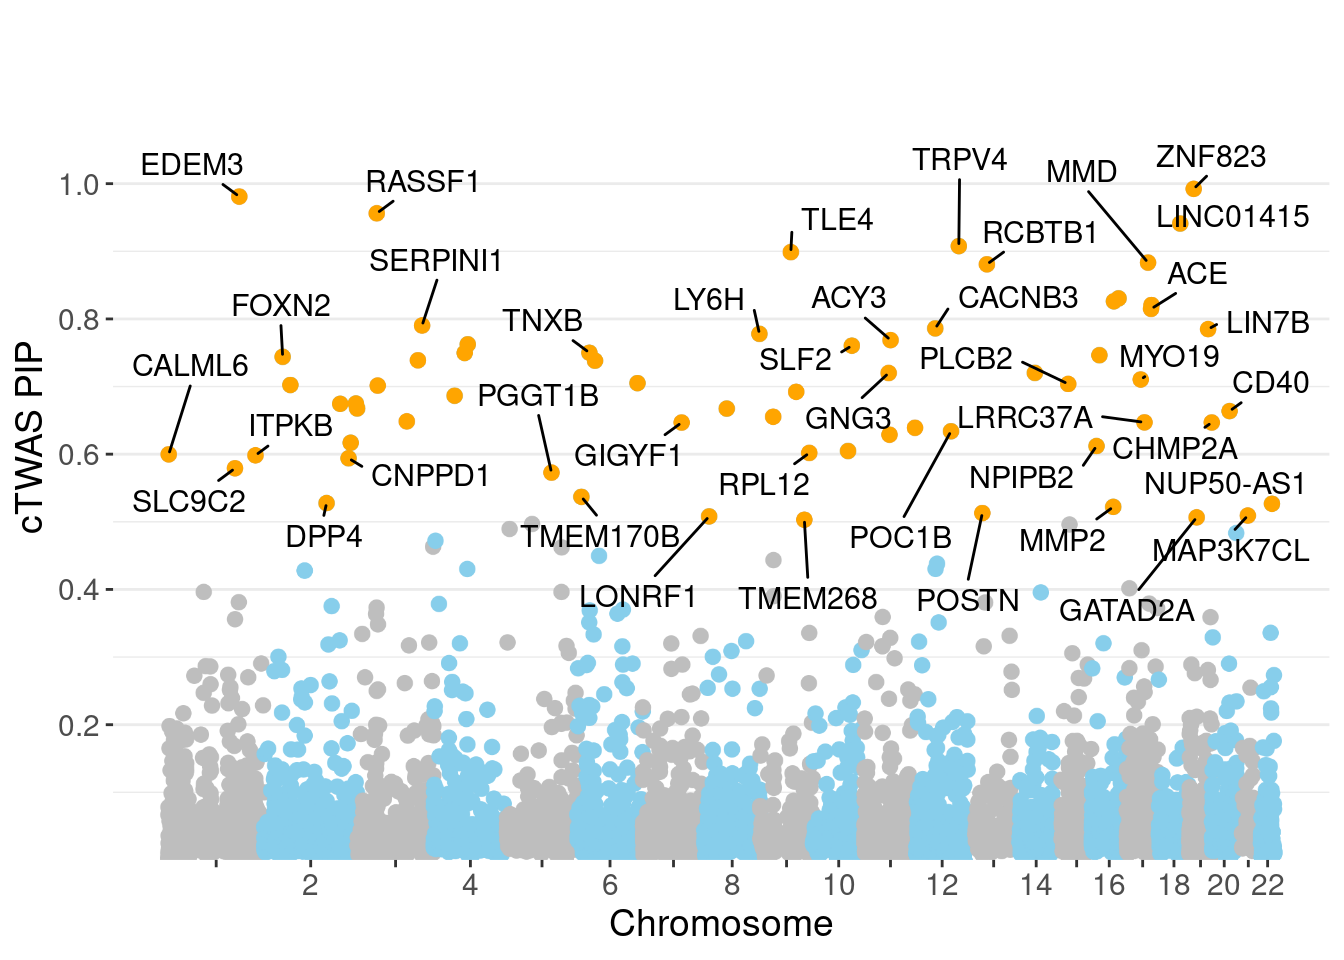 ZNF823
TRPV4
EDEM3
MMD
RASSF1
1.0
TLE4
LINC01415
RCBTB1
SERPINI1
ACE
LY6H
ACY3
CACNB3
FOXN2
TNXB
0.8
LIN7B
SLF2
PLCB2
MYO19
CALML6
CD40
PGGT1B
GNG3
LRRC37A
ITPKB
CHMP2A
0.6
GIGYF1
CNPPD1
RPL12
NPIPB2
NUP50-AS1
SLC9C2
DPP4
TMEM170B
POC1B
MMP2
MAP3K7CL
0.4
LONRF1
TMEM268
POSTN
GATAD2A
0.2
cTWAS PIP
2 4 6 8 10 12 14 16 18 20 22
Chromosome